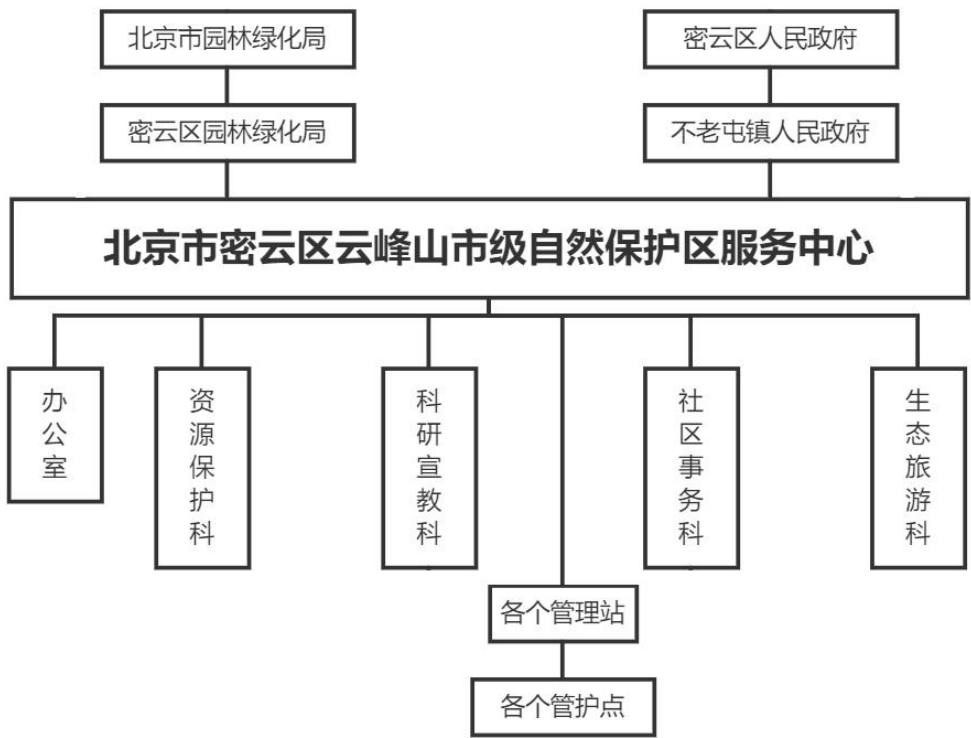 北京市园林绿化局
密云区人民政府
密云区园林绿化局
不老屯镇人民政府
北京市密云区云峰山市级自然保护区服务中心
办公室
资源保护科
科研宣教科
社区事务科
生态旅游科
各个管理站
各个管护点